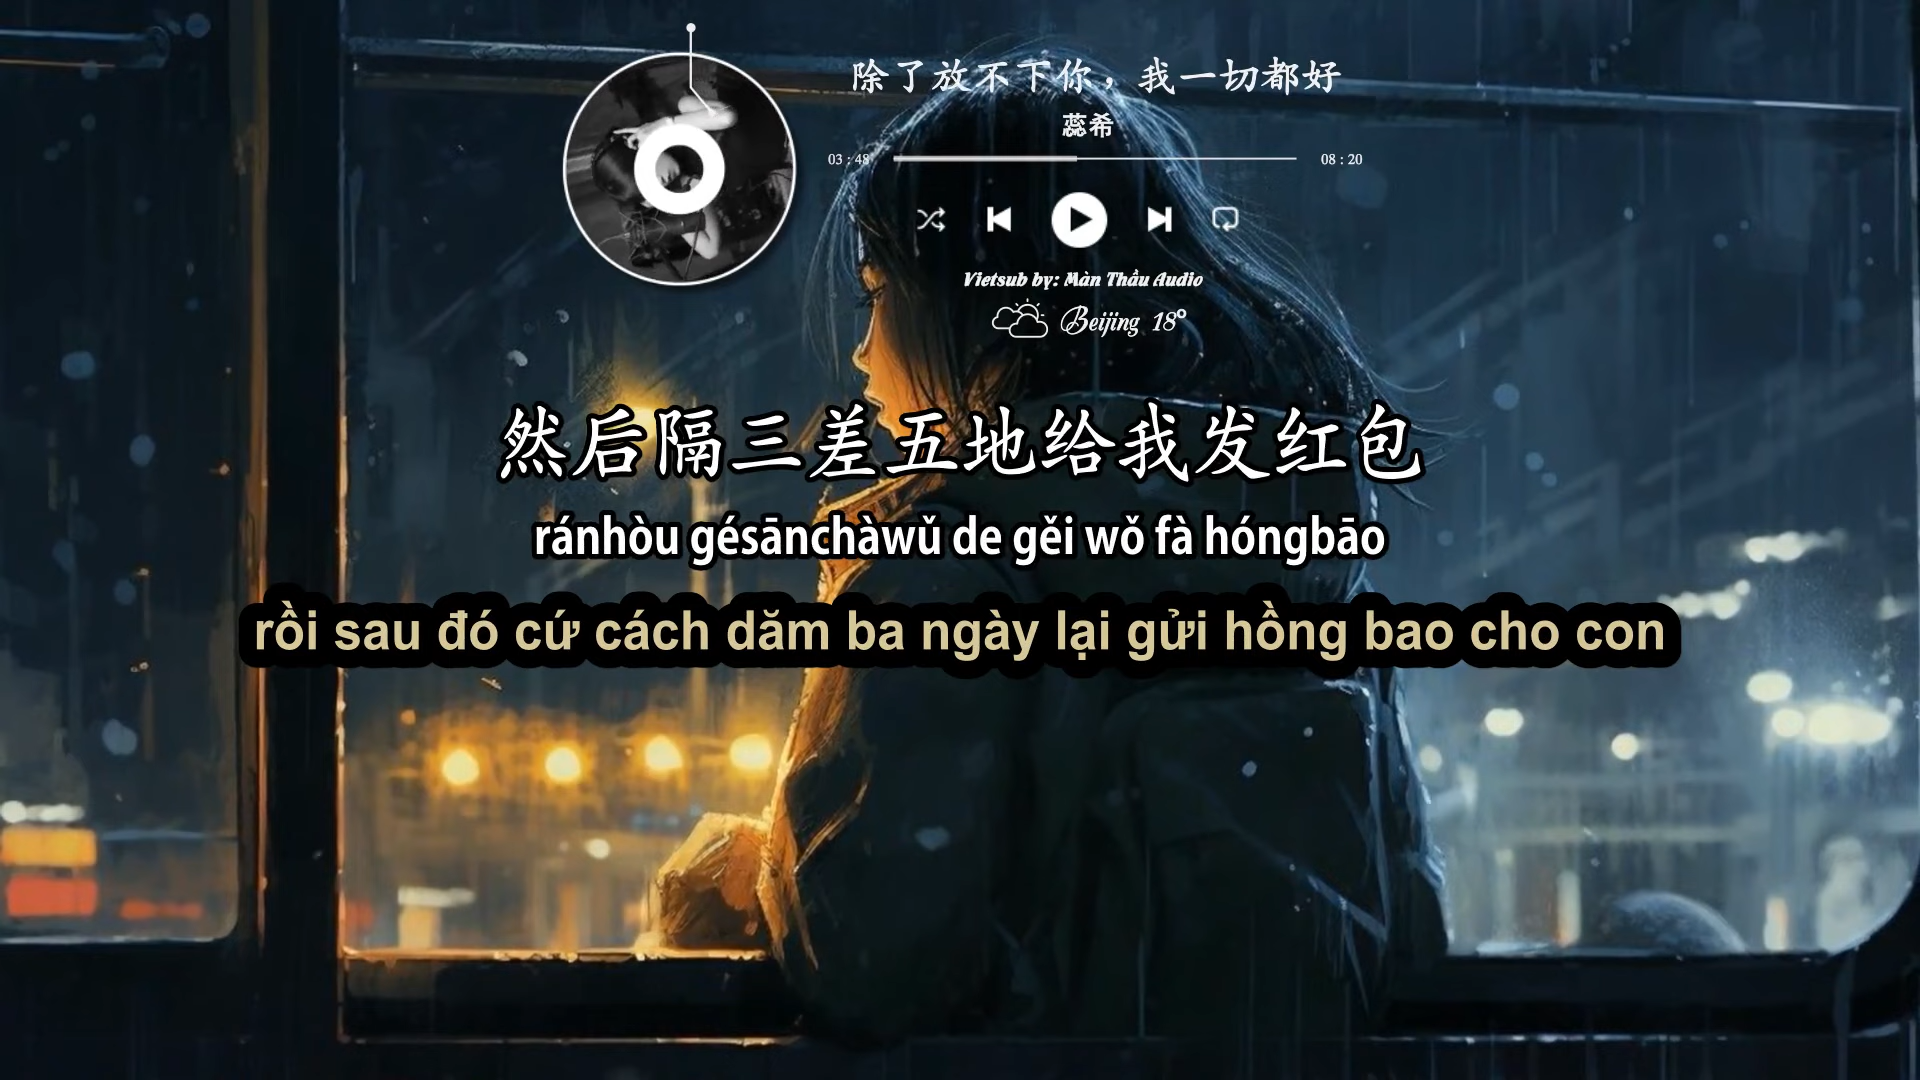 除了放不下你，我一切都好
蕊希
03 : 48
08 : 20
Vietsub by: Màn Thầu Audio
Beijing 18°
然后隔三差五地给我发红包
ránhòu gésānchàwǔ de gěi wǒ fà hóngbāo
rồi sau đó cứ cách dăm ba ngày lại gửi hồng bao cho con